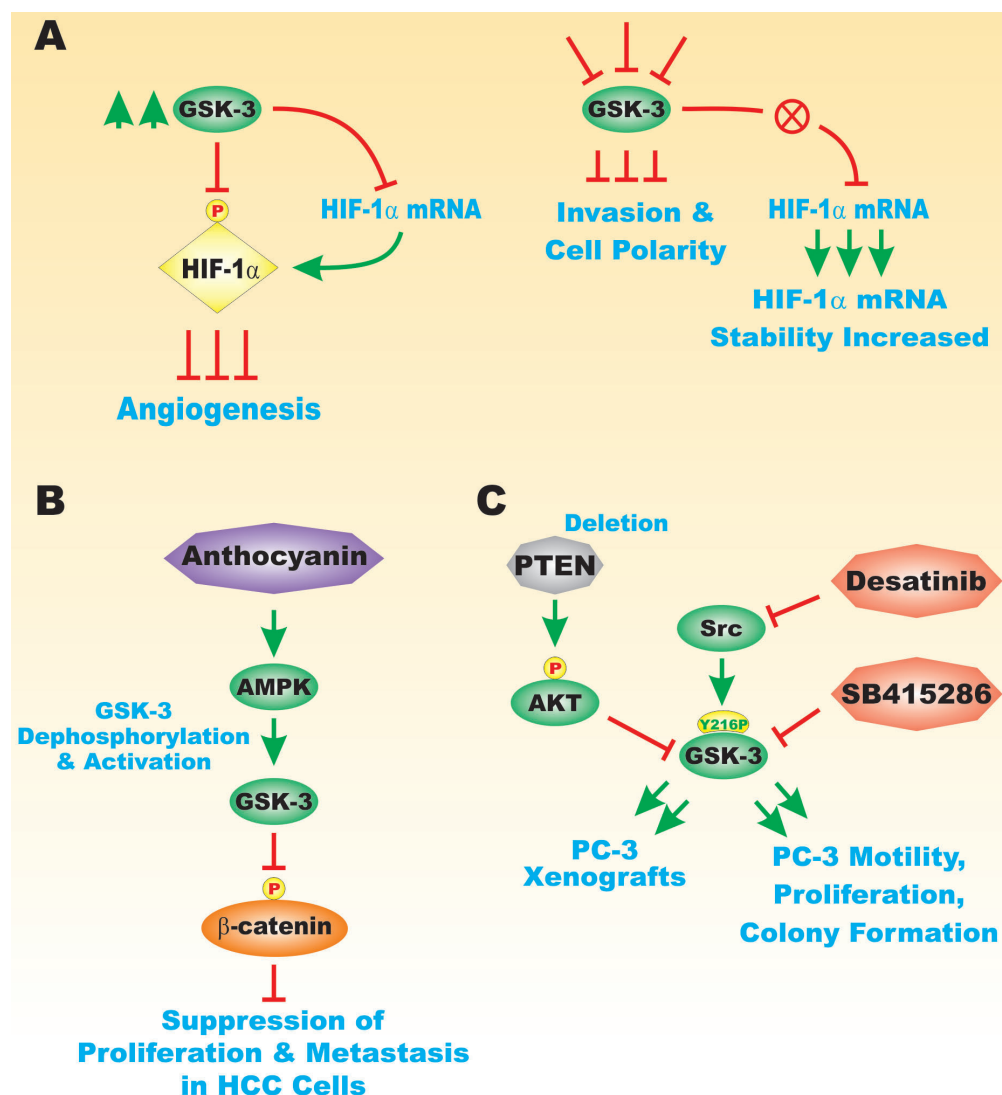 A
GSK-3
P
HIF-1α mRNA
HIF-1α
Angiogenesis
GSK-3
Invasion &
Cell Polarity
HIF-1α mRNA
HIF-1α mRNA
Stability Increased
B
Anthocyanin
AMPK
GSK-3
Dephosphorylation
& Activation
GSK-3
P
β-catenin
Suppression of
Proliferation & Metastasis
in HCC Cells
C
Deletion
PTEN
P
AKT
Src
Desatinib
SB415286
Y216P
GSK-3
PC-3
Xenografts
PC-3 Motility,
Proliferation,
Colony Formation